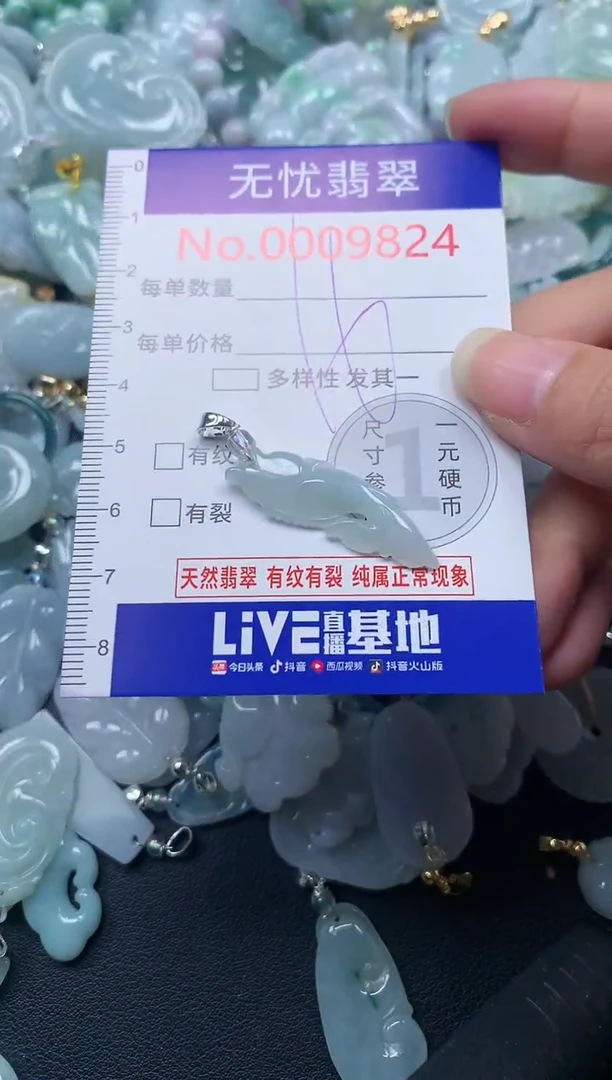 无忧翡翠
No.0009824
每单数量
每单价格
多样性 发其一
有纹
有裂
尺寸参
1
一元硬币
天然翡翠 有纹有裂 纯属正常现象
LiVE直播基地
头条 今日头条 抖音 西瓜视频 抖音火山版
0
1
2
3
4
5
6
7
8